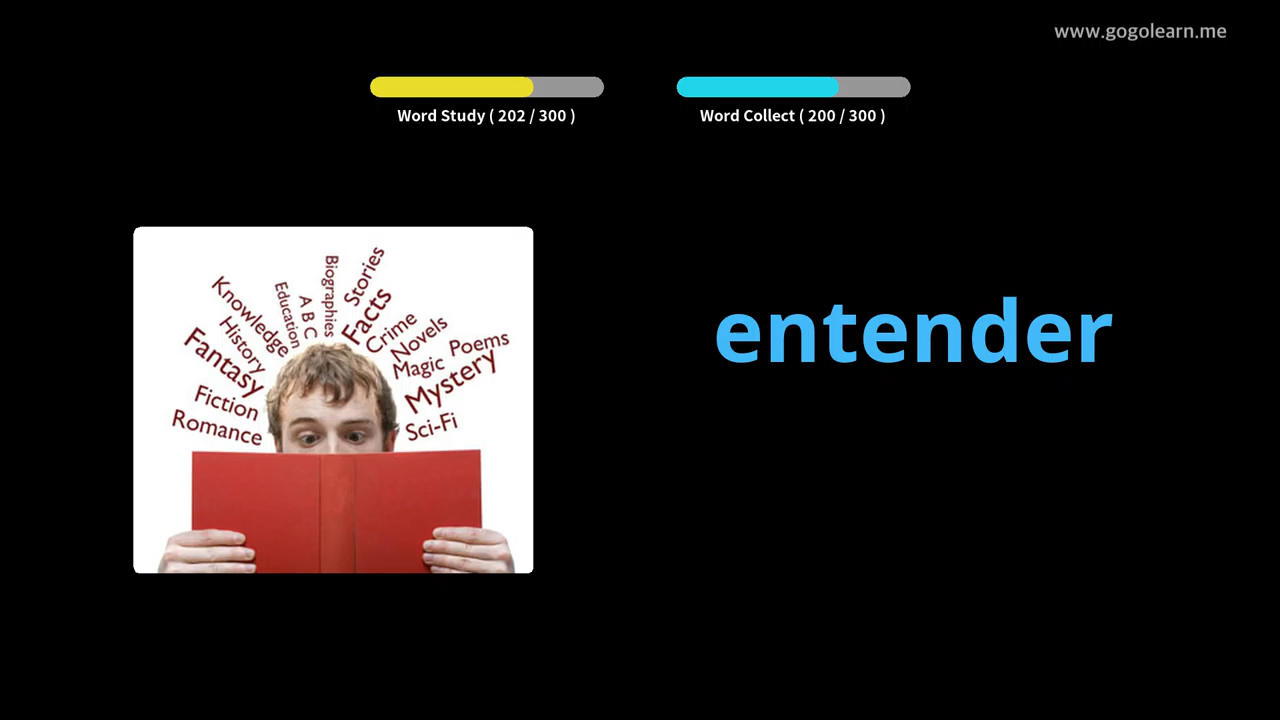 www.gogolearn.me
Word Study ( 202 / 300 )
Word Collect ( 200 / 300 )
Knowledge
Education
A B C
Biographies
Stories
Facts
Crime
Novels
Poems
History
Fantasy
Magic
Mystery
Fiction
Romance
Sci-Fi
entender